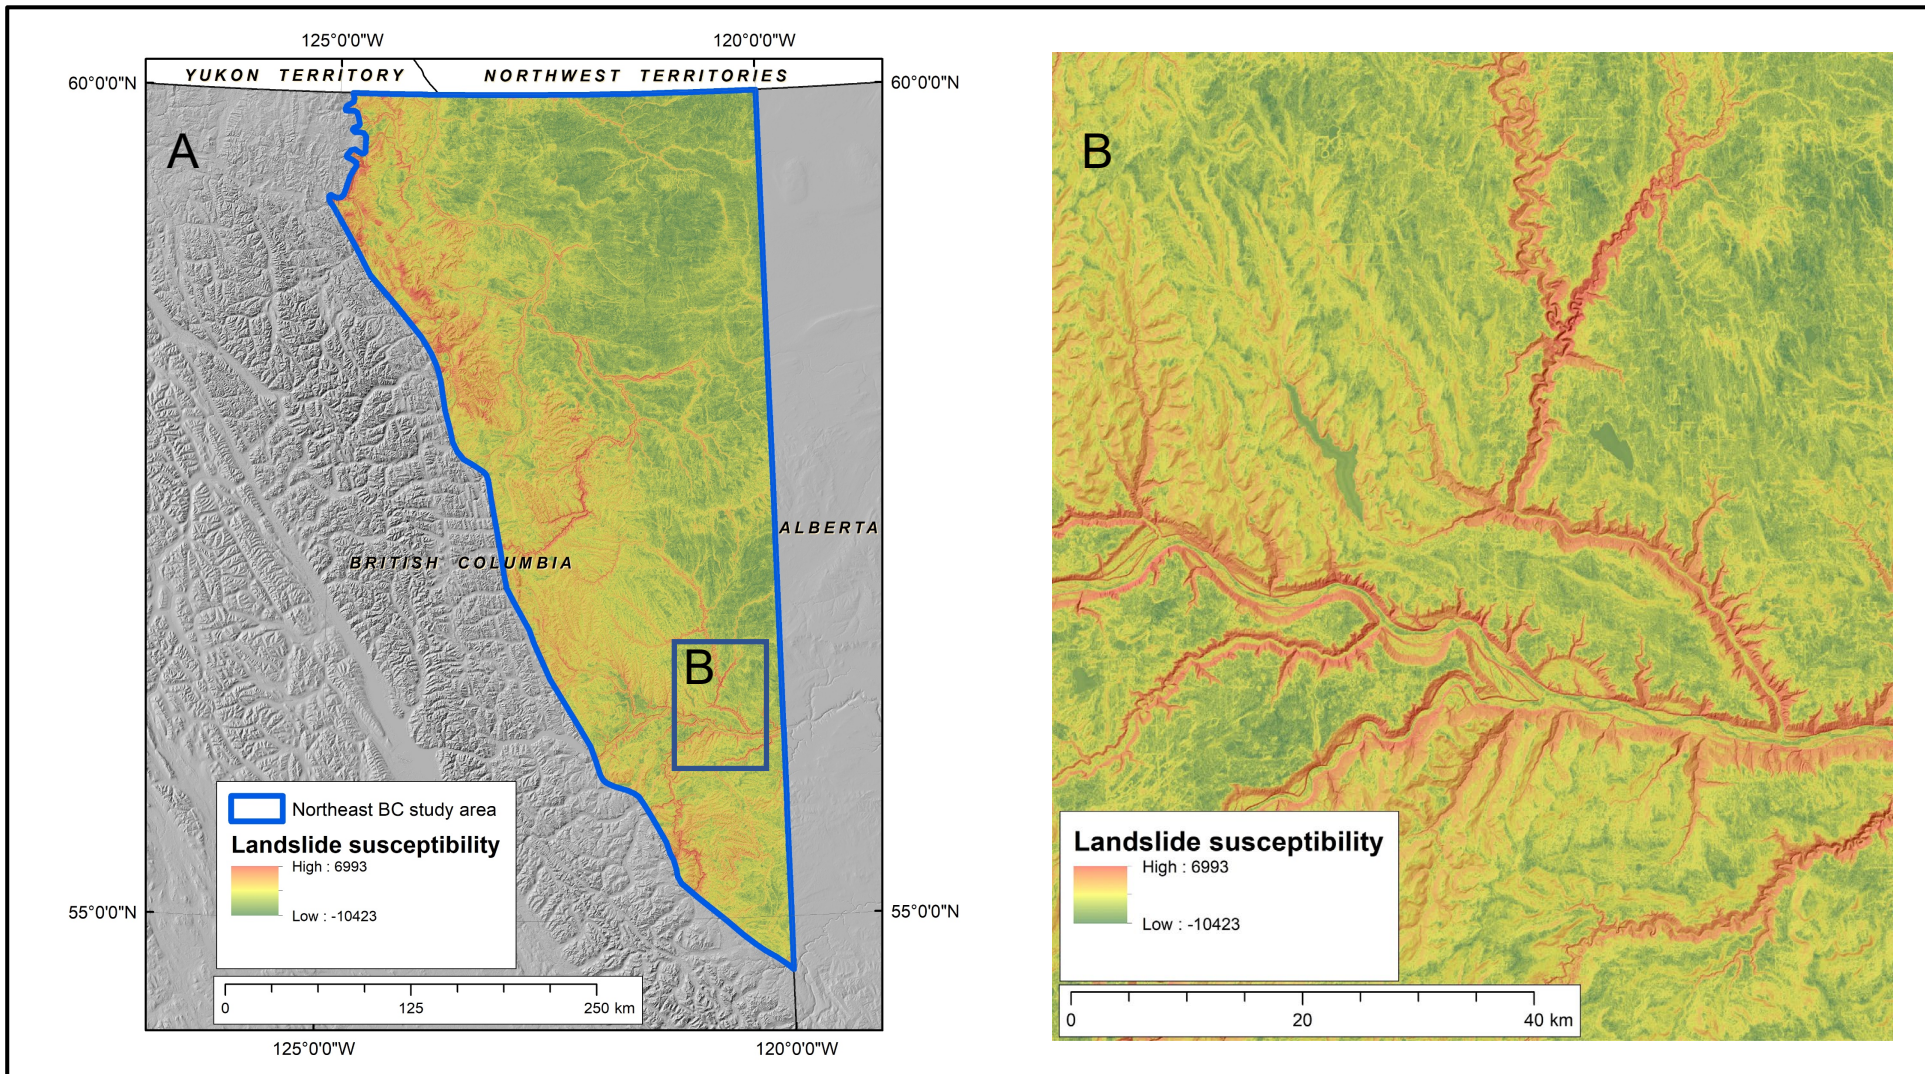 125°0'0"W
120°0'0"W
YUKON TERRITORY
NORTHWEST TERRITORIES
60°0'0"N
60°0'0"N
A
ALBERTA
BRITISH COLUMBIA
B
Northeast BC study area
Landslide susceptibility
High : 6993
Low : -10423
55°0'0"N
55°0'0"N
0
125
250 km
125°0'0"W
120°0'0"W
B
Landslide susceptibility
High : 6993
Low : -10423
0
20
40 km